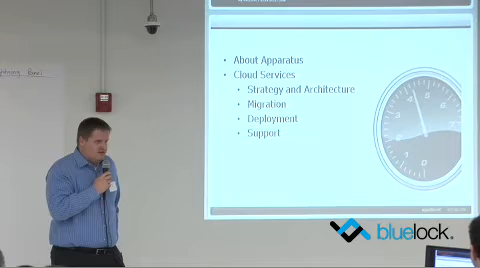 • About Apparatus
• Cloud Services
• Strategy and Architecture
• Migration
• Deployment
• Support
bluelock.